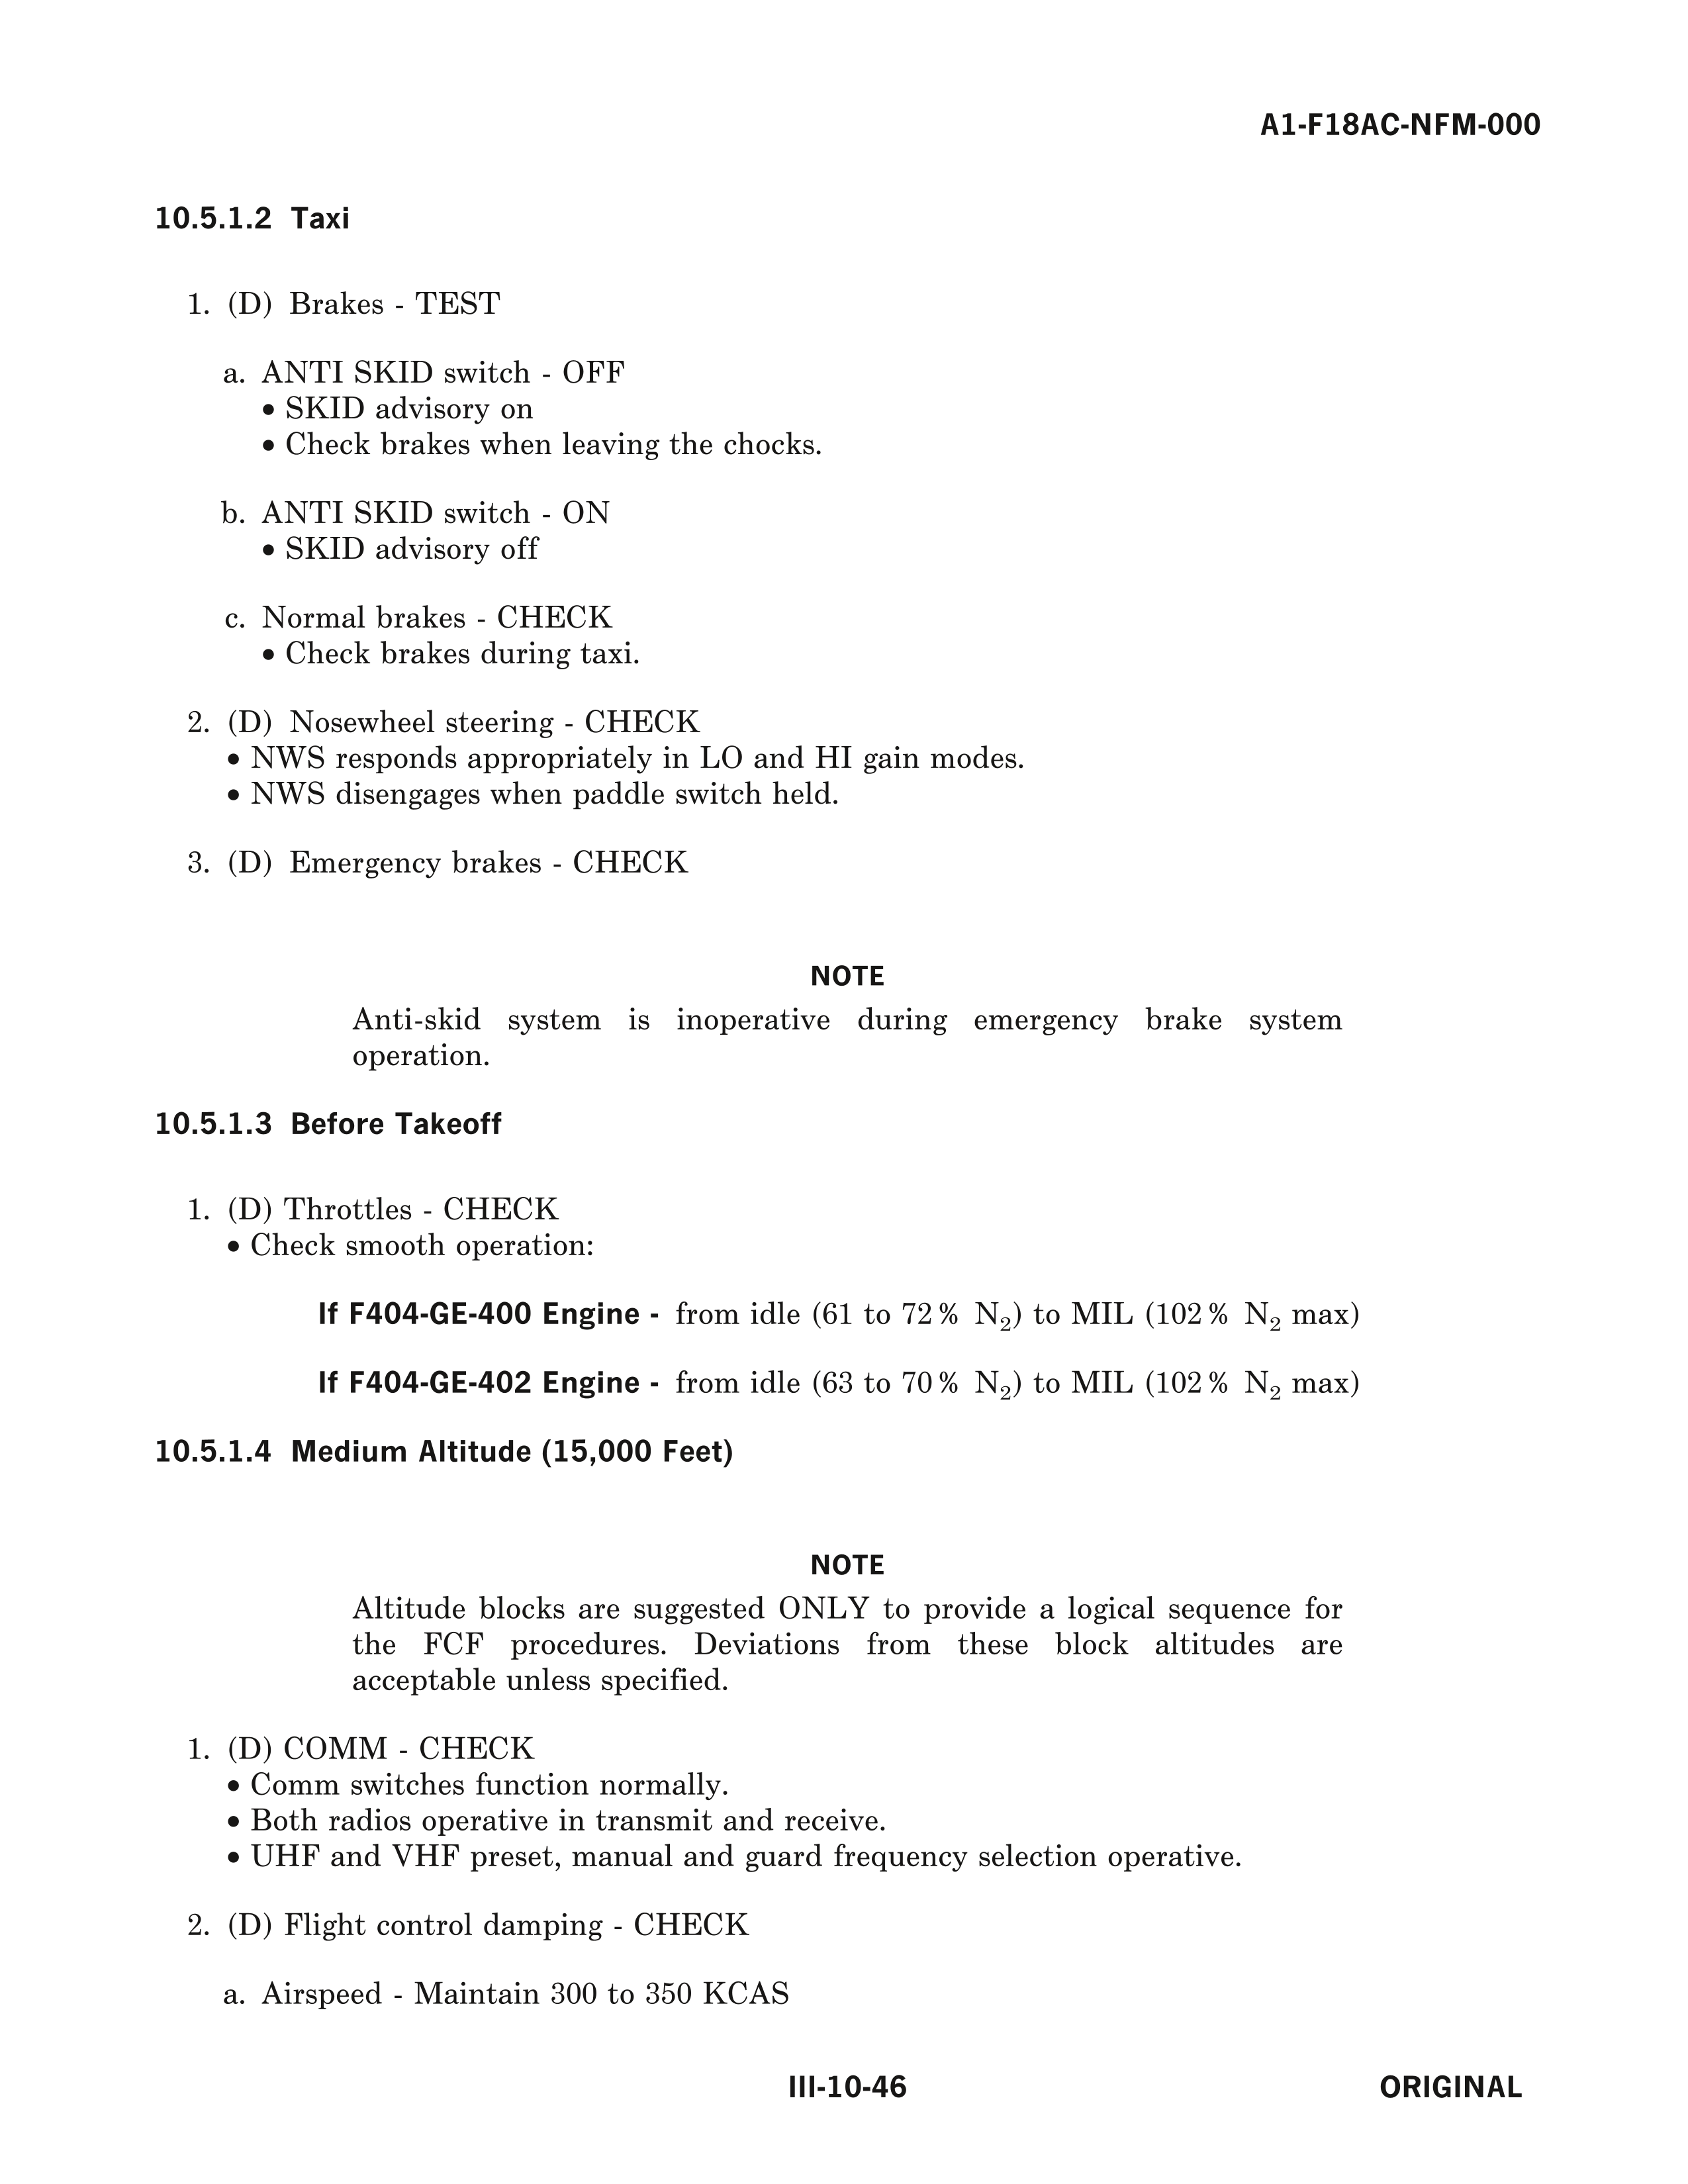 A1-F18AC-NFM-000
10.5.1.2 Taxi
1. (D) Brakes - TEST
a. ANTI SKID switch - OFF
• SKID advisory on
• Check brakes when leaving the chocks.
b. ANTI SKID switch - ON
• SKID advisory off
c. Normal brakes - CHECK
• Check brakes during taxi.
2. (D) Nosewheel steering - CHECK
• NWS responds appropriately in LO and HI gain modes.
• NWS disengages when paddle switch held.
3. (D) Emergency brakes - CHECK
NOTE
Anti-skid system is inoperative during emergency brake system
operation.
10.5.1.3 Before Takeoff
1. (D) Throttles - CHECK
• Check smooth operation:
If F404-GE-400 Engine - from idle (61 to 72% N₂) to MIL (102% N₂ max)
If F404-GE-402 Engine - from idle (63 to 70% N₂) to MIL (102% N₂ max)
10.5.1.4 Medium Altitude (15,000 Feet)
NOTE
Altitude blocks are suggested ONLY to provide a logical sequence for
the FCF procedures. Deviations from these block altitudes are
acceptable unless specified.
1. (D) COMM - CHECK
• Comm switches function normally.
• Both radios operative in transmit and receive.
• UHF and VHF preset, manual and guard frequency selection operative.
2. (D) Flight control damping - CHECK
a. Airspeed - Maintain 300 to 350 KCAS
III-10-46 ORIGINAL